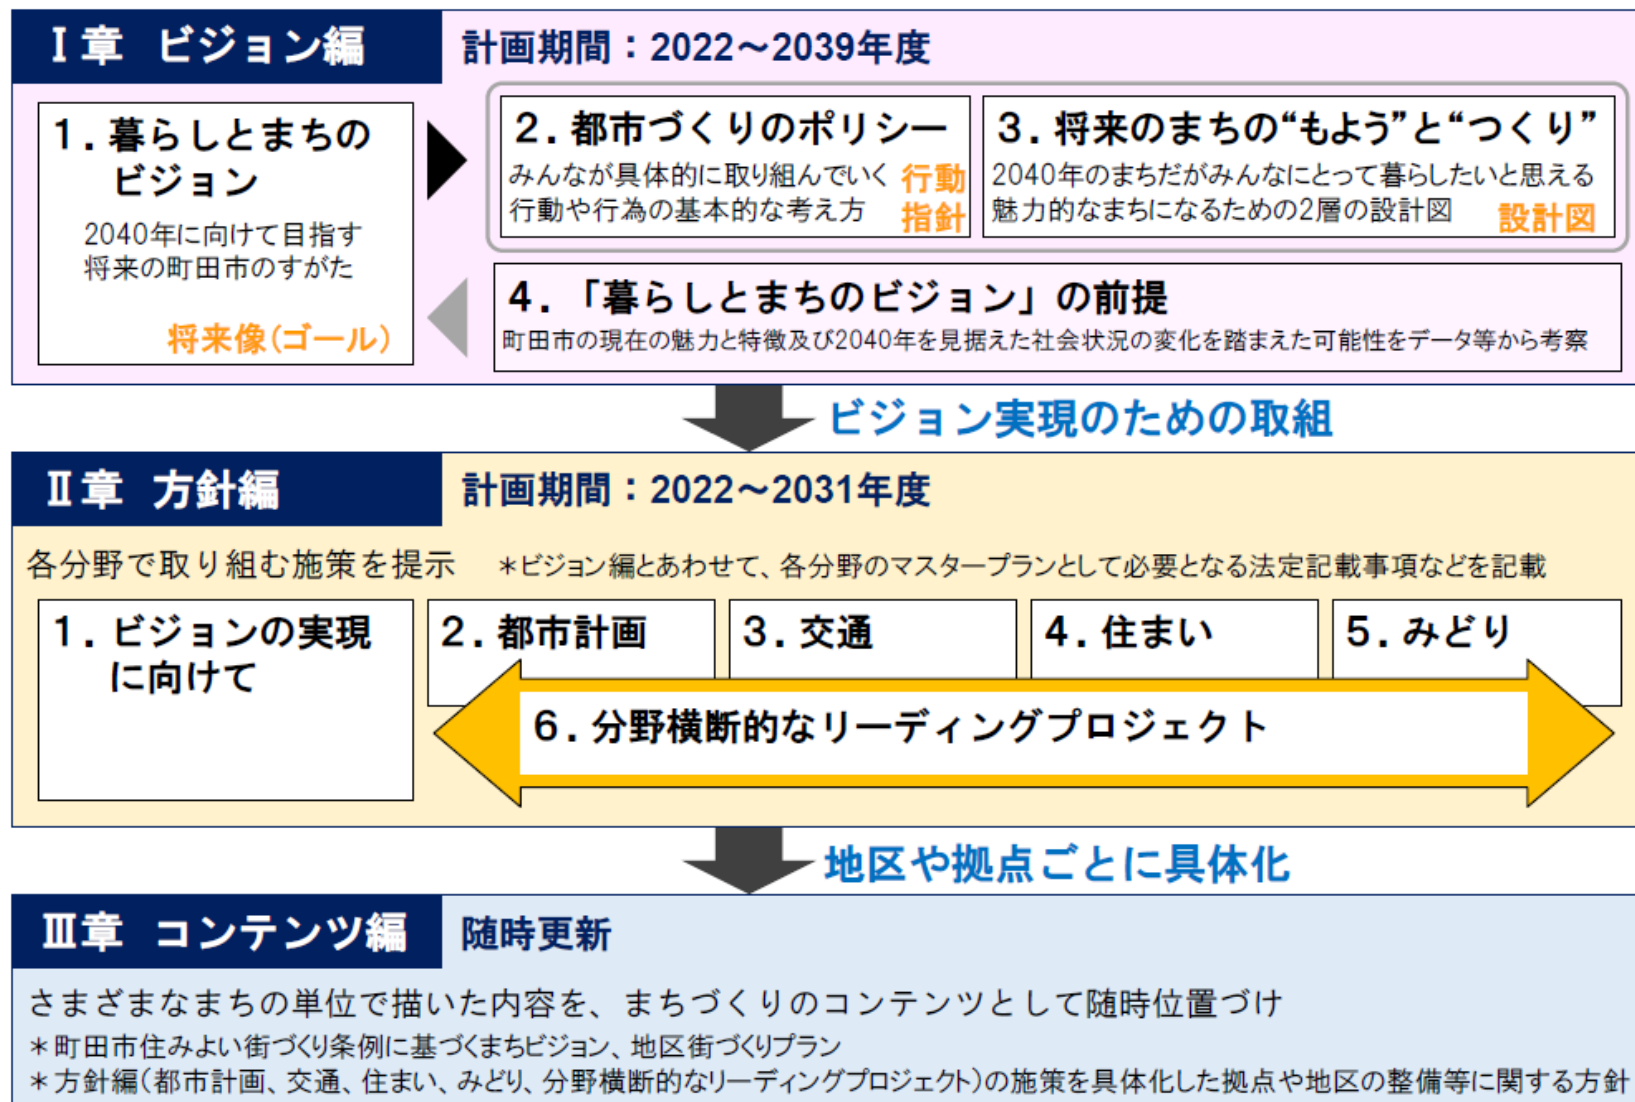 Ⅰ章 ビジョン編
計画期間：2022～2039年度
1. 暮らしとまちの
ビジョン
2040年に向けて目指す
将来の町田市のすがた
将来像(ゴール)
2. 都市づくりのポリシー
みんなが具体的に取り組んでいく
行動や行為の基本的な考え方
行動
指針
3. 将来のまちの“もよう”と“つくり”
2040年のまちだがみんなにとって暮らしたいと思える
魅力的なまちになるための2層の設計図
設計図
4. 「暮らしとまちのビジョン」の前提
町田市の現在の魅力と特徴及び2040年を見据えた社会状況の変化を踏まえた可能性をデータ等から考察
ビジョン実現のための取組
Ⅱ章 方針編
計画期間：2022～2031年度
各分野で取り組む施策を提示 ＊ビジョン編とあわせて、各分野のマスタープランとして必要となる法定記載事項などを記載
1. ビジョンの実現
に向けて
2. 都市計画
3. 交通
4. 住まい
5. みどり
6. 分野横断的なリーディングプロジェクト
地区や拠点ごとに具体化
Ⅲ章 コンテンツ編
随時更新
さまざまなまちの単位で描いた内容を、まちづくりのコンテンツとして随時位置づけ
＊町田市住みよい街づくり条例に基づくまちビジョン、地区街づくりプラン
＊方針編(都市計画、交通、住まい、みどり、分野横断的なリーディングプロジェクト)の施策を具体化した拠点や地区の整備等に関する方針